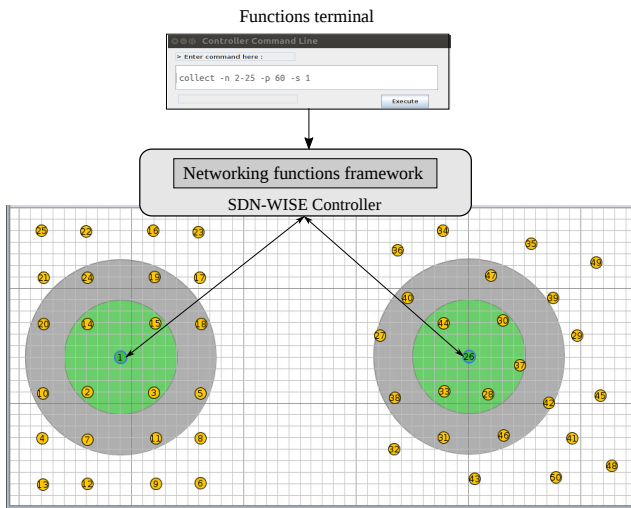 Functions terminal
Controller Command Line
> Enter command here :
collect -n 2-25 -p 60 -s 1
Execute
Networking functions framework
SDN-WISE Controller
25 22 16 23 34
36 35
49
21 24 19 17 47
40 39
20 14 15 18 44 30
27 29
1 26
37
10 2 3 5 38 33 28 45
42
4 7 11 8 31 46 41
32
13 12 9 6 43 50 48